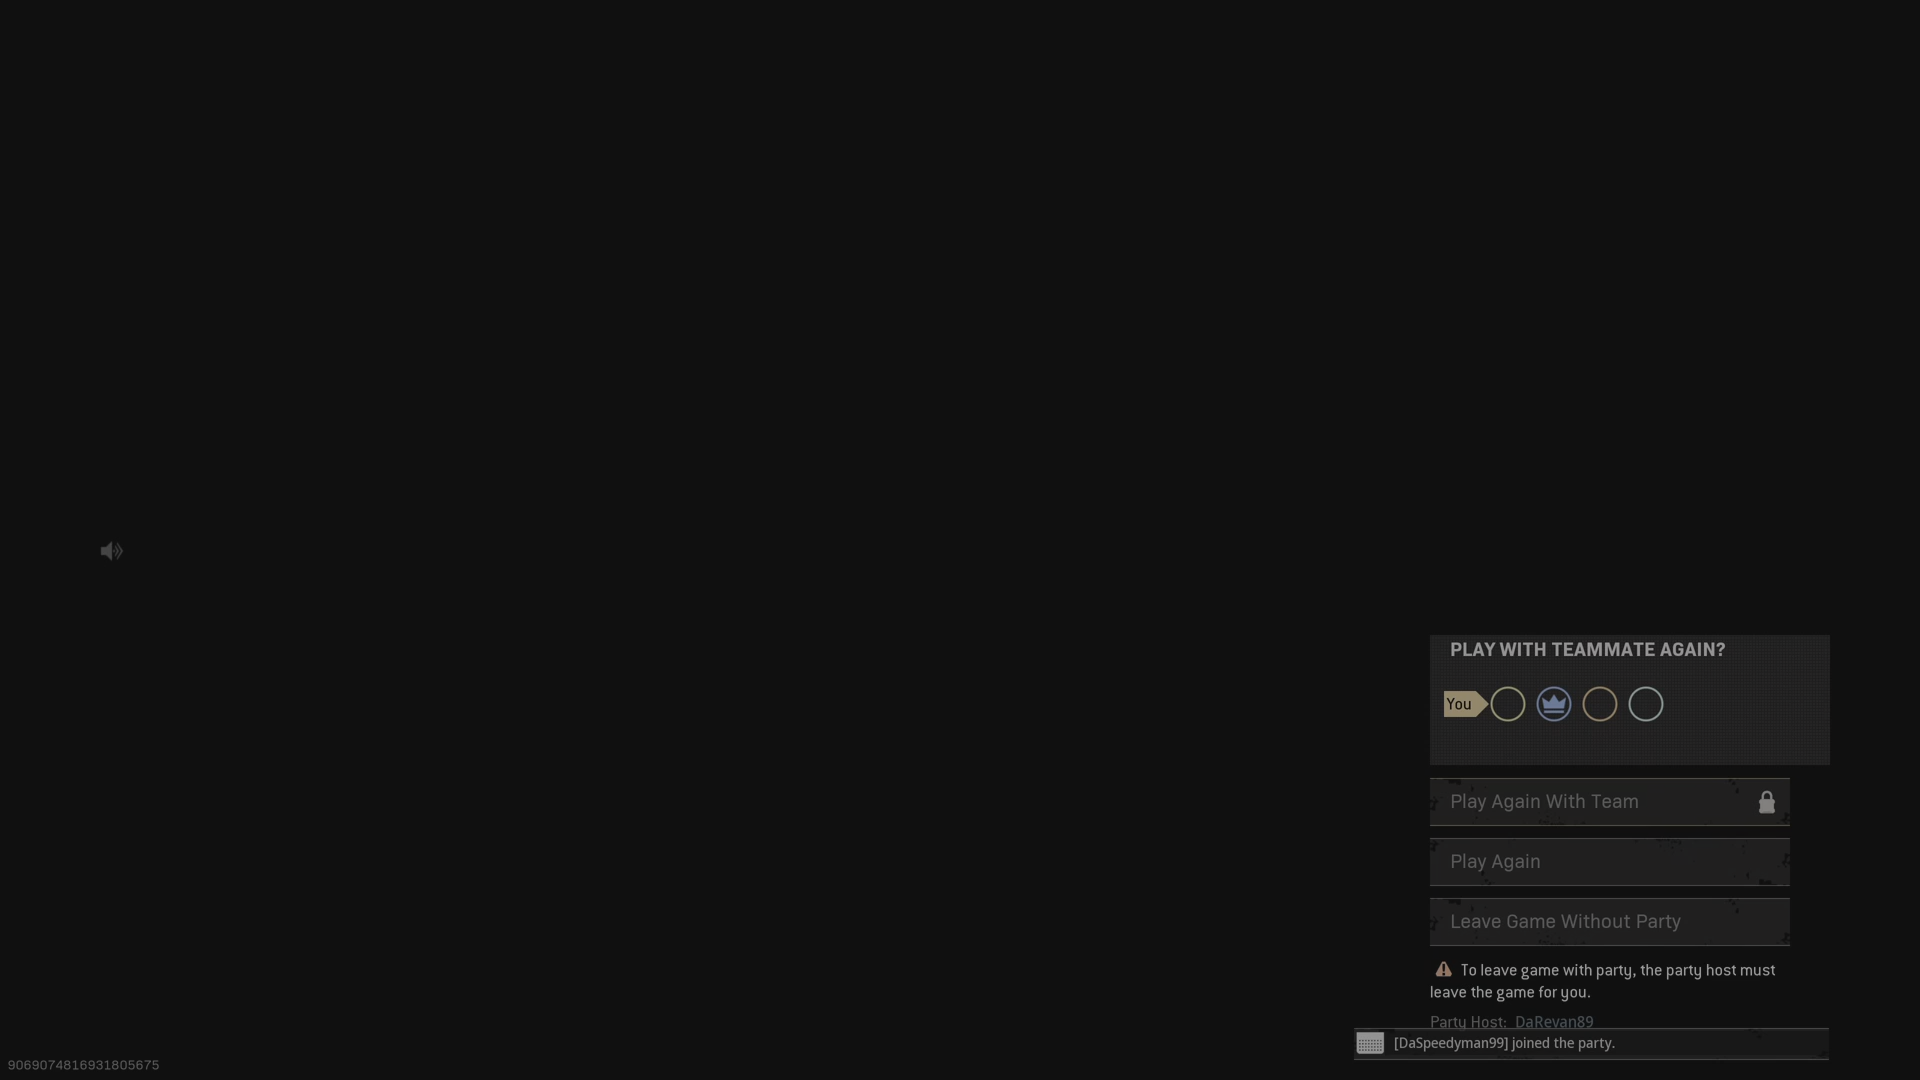 PLAY WITH TEAMMATE AGAIN?
You
Play Again With Team
Play Again
Leave Game Without Party
To leave game with party, the party host must
leave the game for you.
Party Host: DaRevan89
[DaSpeedyman99] joined the party.
9069074816931805675